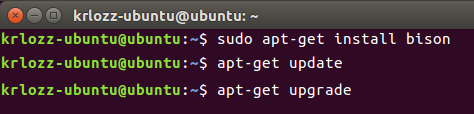 krlozz-ubuntu@ubuntu: ~
krlozz-ubuntu@ubuntu:~$ sudo apt-get install bison
krlozz-ubuntu@ubuntu:~$ apt-get update
krlozz-ubuntu@ubuntu:~$ apt-get upgrade